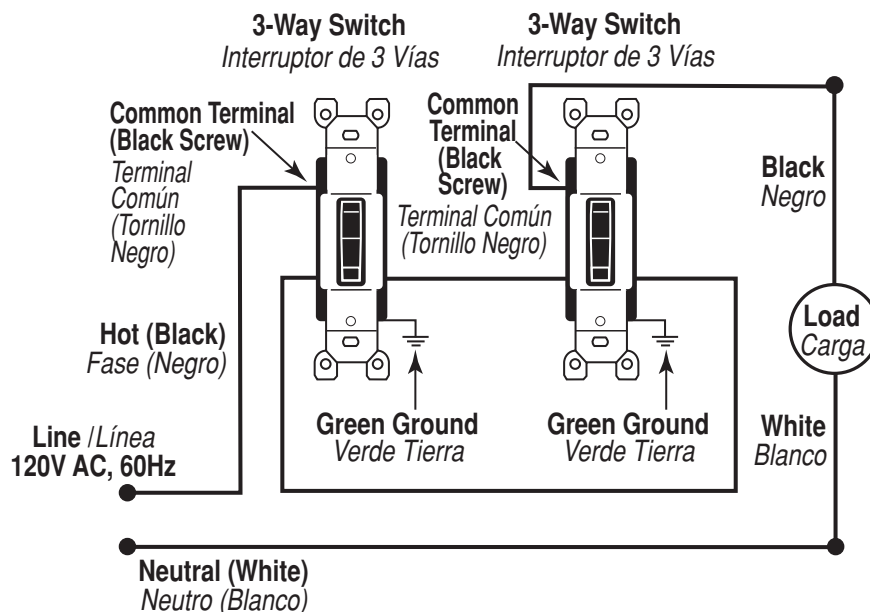 3-Way Switch
Interruptor de 3 Vías
3-Way Switch
Interruptor de 3 Vías
Common Terminal
(Black Screw)
Terminal
Común
(Tornillo
Negro)
Common
Terminal
(Black
Screw)
Terminal Común
(Tornillo Negro)
Black
Negro
Hot (Black)
Fase (Negro)
Load
Carga
Green Ground
Verde Tierra
Green Ground
Verde Tierra
White
Blanco
Line /Línea
120V AC, 60Hz
Neutral (White)
Neutro (Blanco)